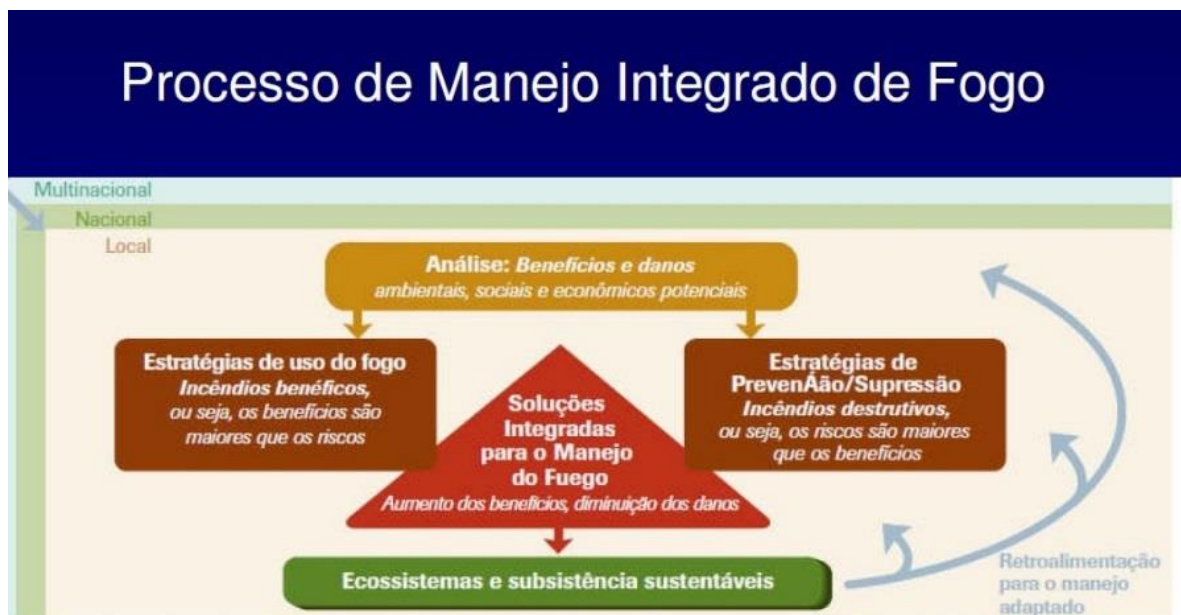 Processo de Manejo Integrado de Fogo
Multinacional
Nacional
Local
Análise: Benefícios e danos
ambientais, sociais e econômicos potenciais
Estratégias de uso do fogo
Incêndios benéficos,
ou seja, os benefícios são
maiores que os riscos
Soluções
Integradas
para o Manejo
do Fuego
Aumento dos benefícios, diminuição dos danos
Estratégias de
PrevenÁão/Supressão
Incêndios destrutivos,
ou seja, os riscos são maiores
que os benefícios
Ecossistemas e subsistência sustentáveis
Retroalimentação
para o manejo
adaptado